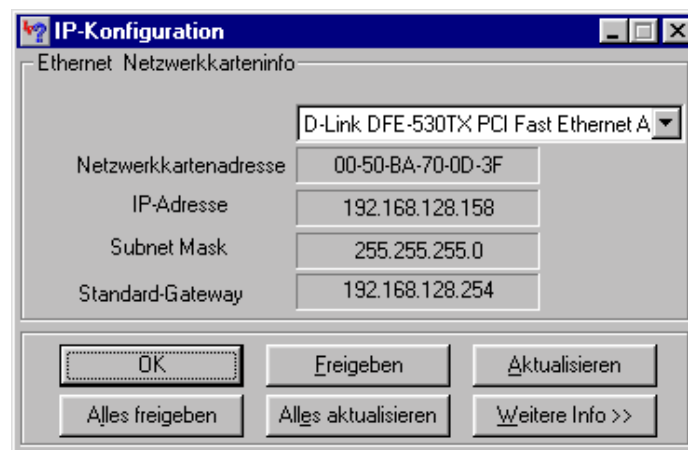 IP-Konfiguration
Ethernet Netzwerkkarteninfo
D-Link DFE-530TX PCI Fast Ethernet A
Netzwerkkartenadresse 00-50-BA-70-0D-3F
IP-Adresse 192.168.128.158
Subnet Mask 255.255.255.0
Standard-Gateway 192.168.128.254
OK Freigeben Aktualisieren
Alles freigeben Alles aktualisieren Weitere Info >>